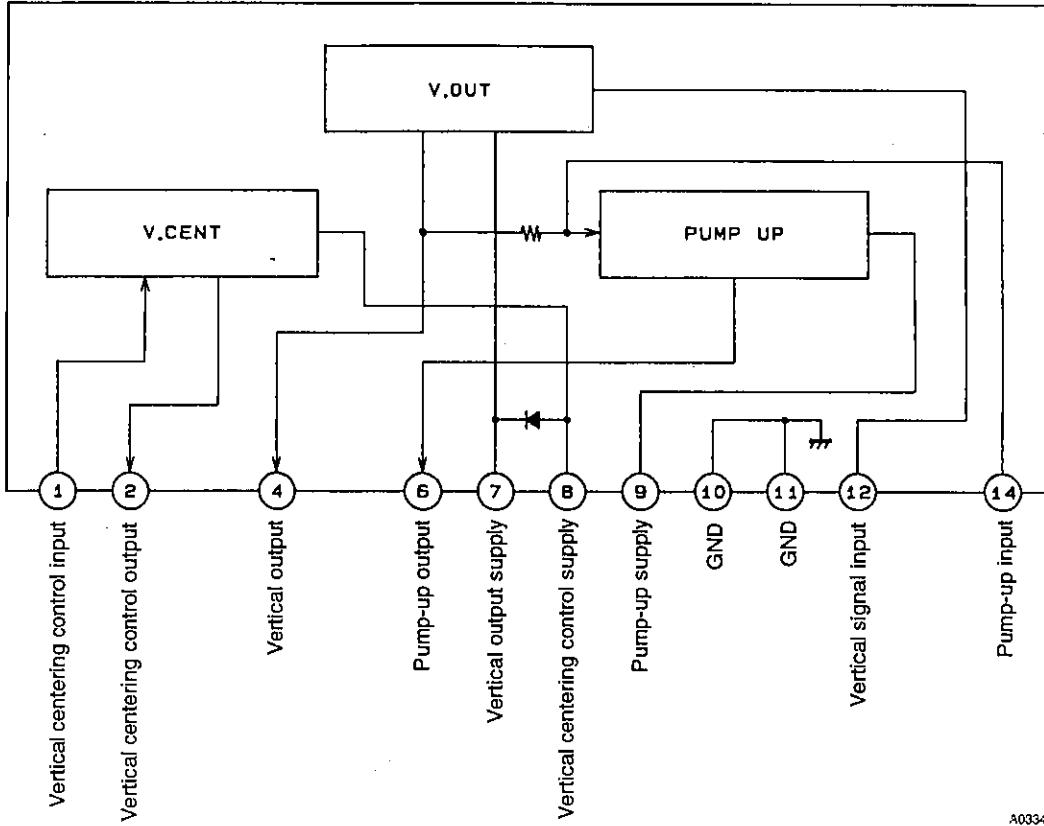 V.OUT
V.CENT
PUMP UP
1
2
4
6
7
8
9
10
11
12
14
Vertical centering control input
Vertical centering control output
Vertical output
Pump-up output
Vertical output supply
Vertical centering control supply
Pump-up supply
GND
GND
Vertical signal input
Pump-up input
A0334